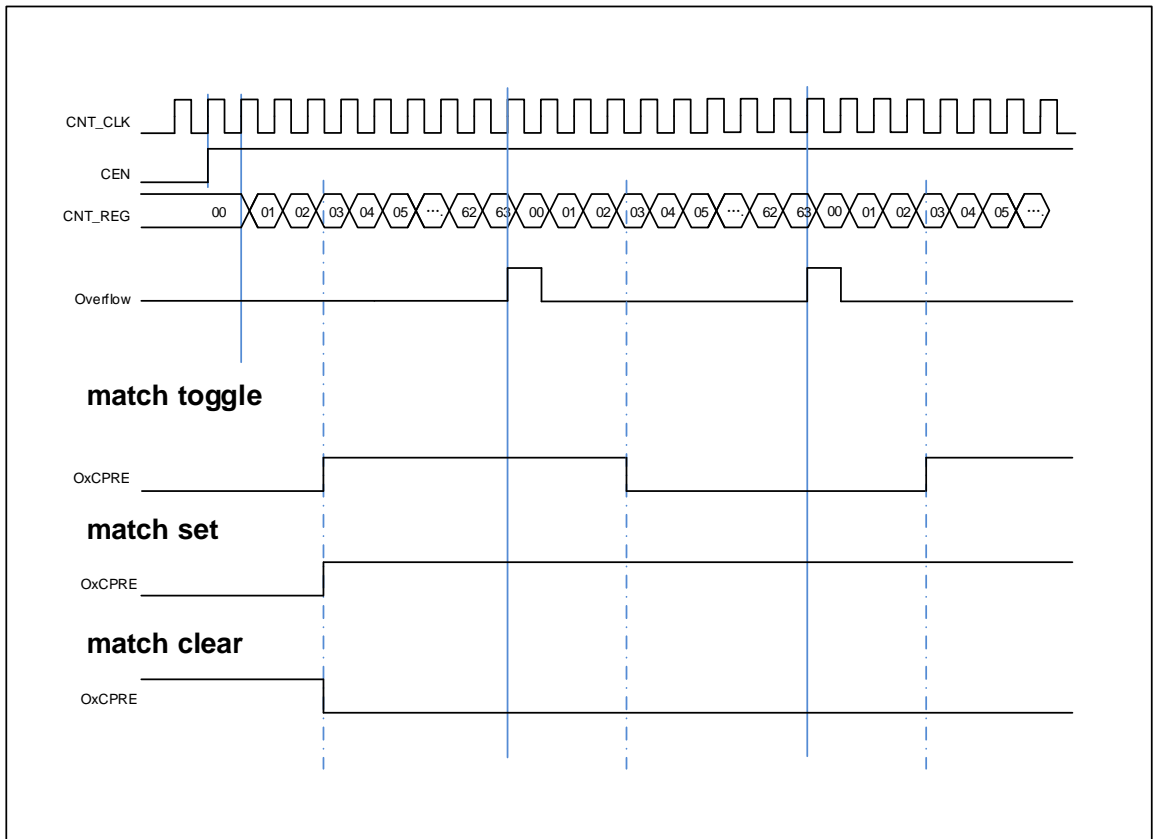 CNT_CLK
CEN
CNT_REG 00 01 02 03 04 05 ···. 62 63 00 01 02 03 04 05 ···. 62 63 00 01 02 03 04 05 ···.
Overflow
match toggle
OxCPRE
match set
OxCPRE
match clear
OxCPRE